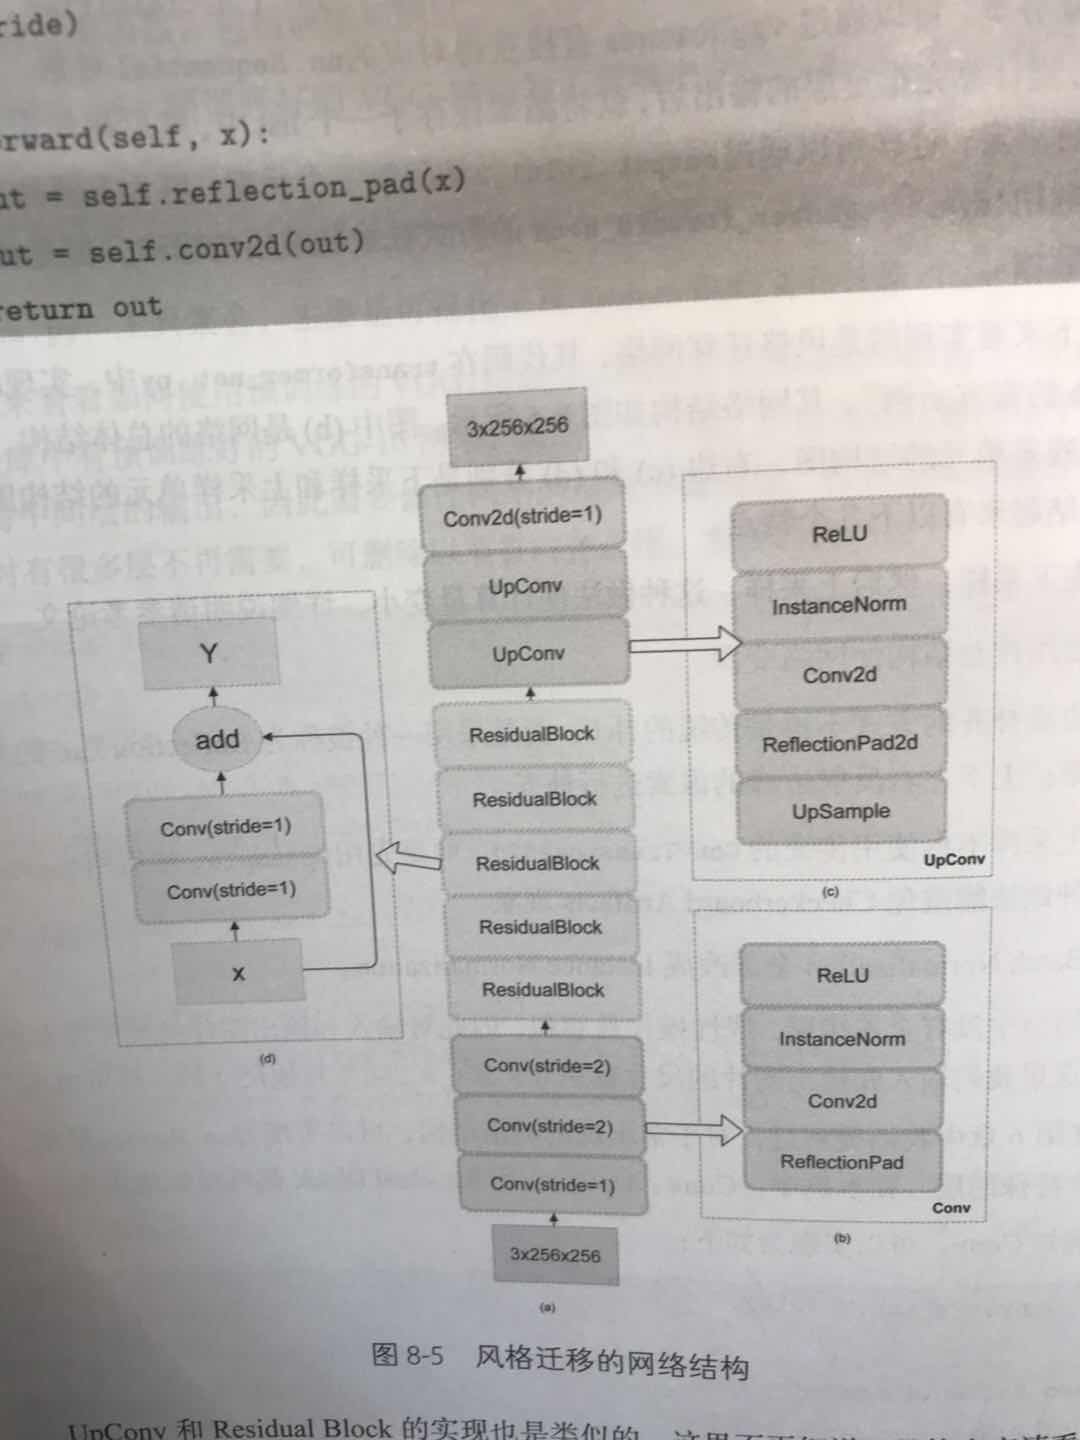 ride)
rward(self, x):
ut = self.reflection_pad(x)
ut = self.conv2d(out)
return out
3x256x256
Conv2d(stride=1)
UpConv
UpConv
ResidualBlock
ResidualBlock
ResidualBlock
ResidualBlock
ResidualBlock
Conv(stride=2)
Conv(stride=2)
Conv(stride=1)
3x256x256
(a)
Y
add
Conv(stride=1)
Conv(stride=1)
x
(d)
ReLU
InstanceNorm
Conv2d
ReflectionPad2d
UpSample
UpConv
(c)
ReLU
InstanceNorm
Conv2d
ReflectionPad
Conv
(b)
图 8-5 风格迁移的网络结构
UpConv 和 Residual Block 的实现也是类似的